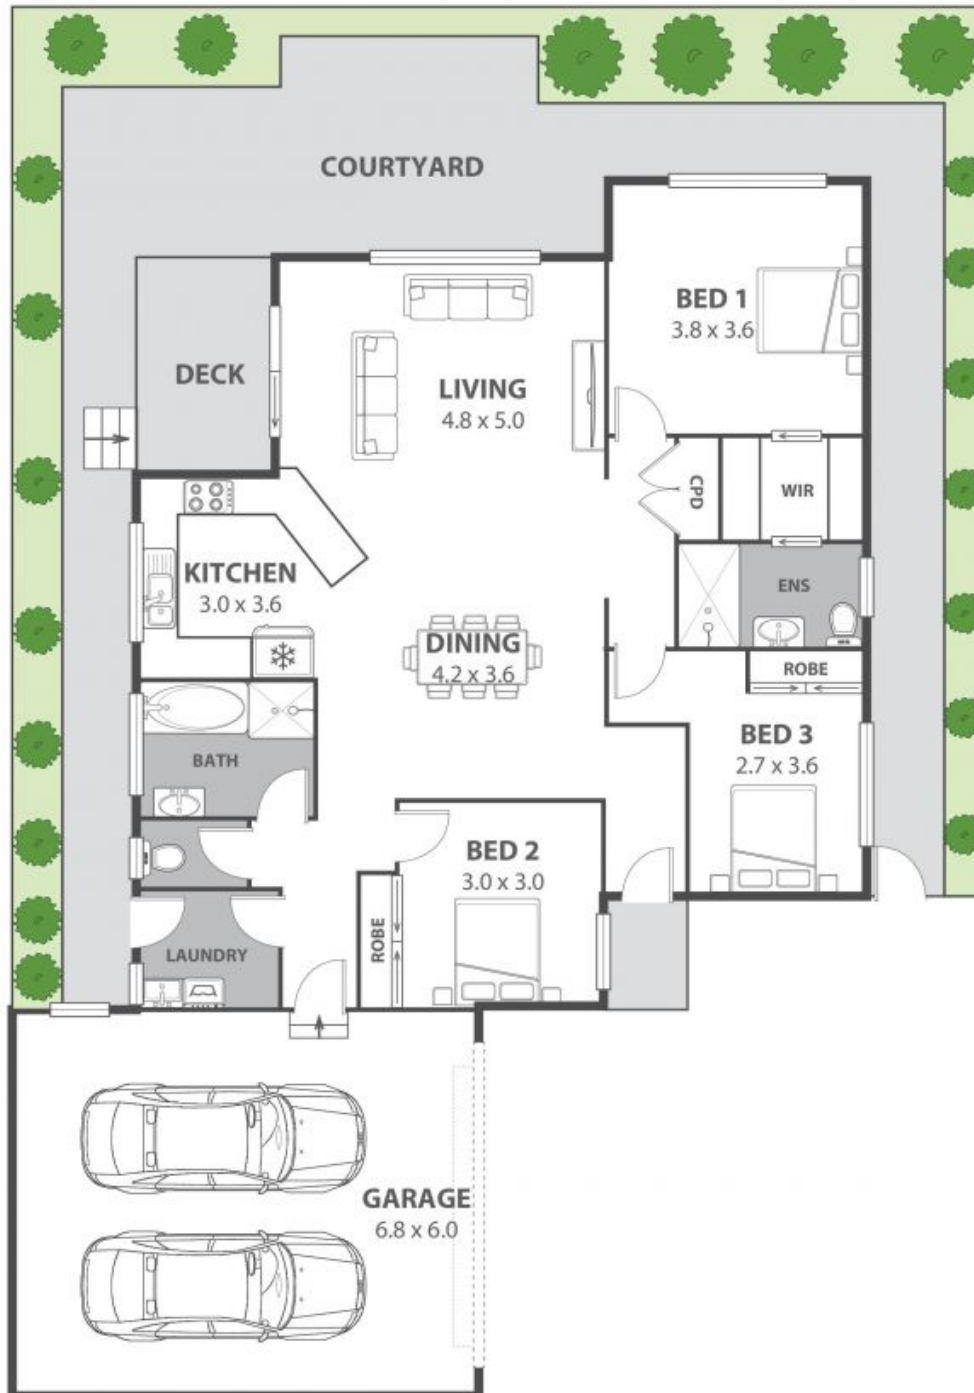 COURTYARD
BED 1
3.8 x 3.6
DECK
LIVING
4.8 x 5.0
CPD
WIR
KITCHEN
3.0 x 3.6
ENS
DINING
4.2 x 3.6
ROBE
BED 3
2.7 x 3.6
BATH
BED 2
3.0 x 3.0
ROBE
LAUNDRY
GARAGE
6.8 x 6.0